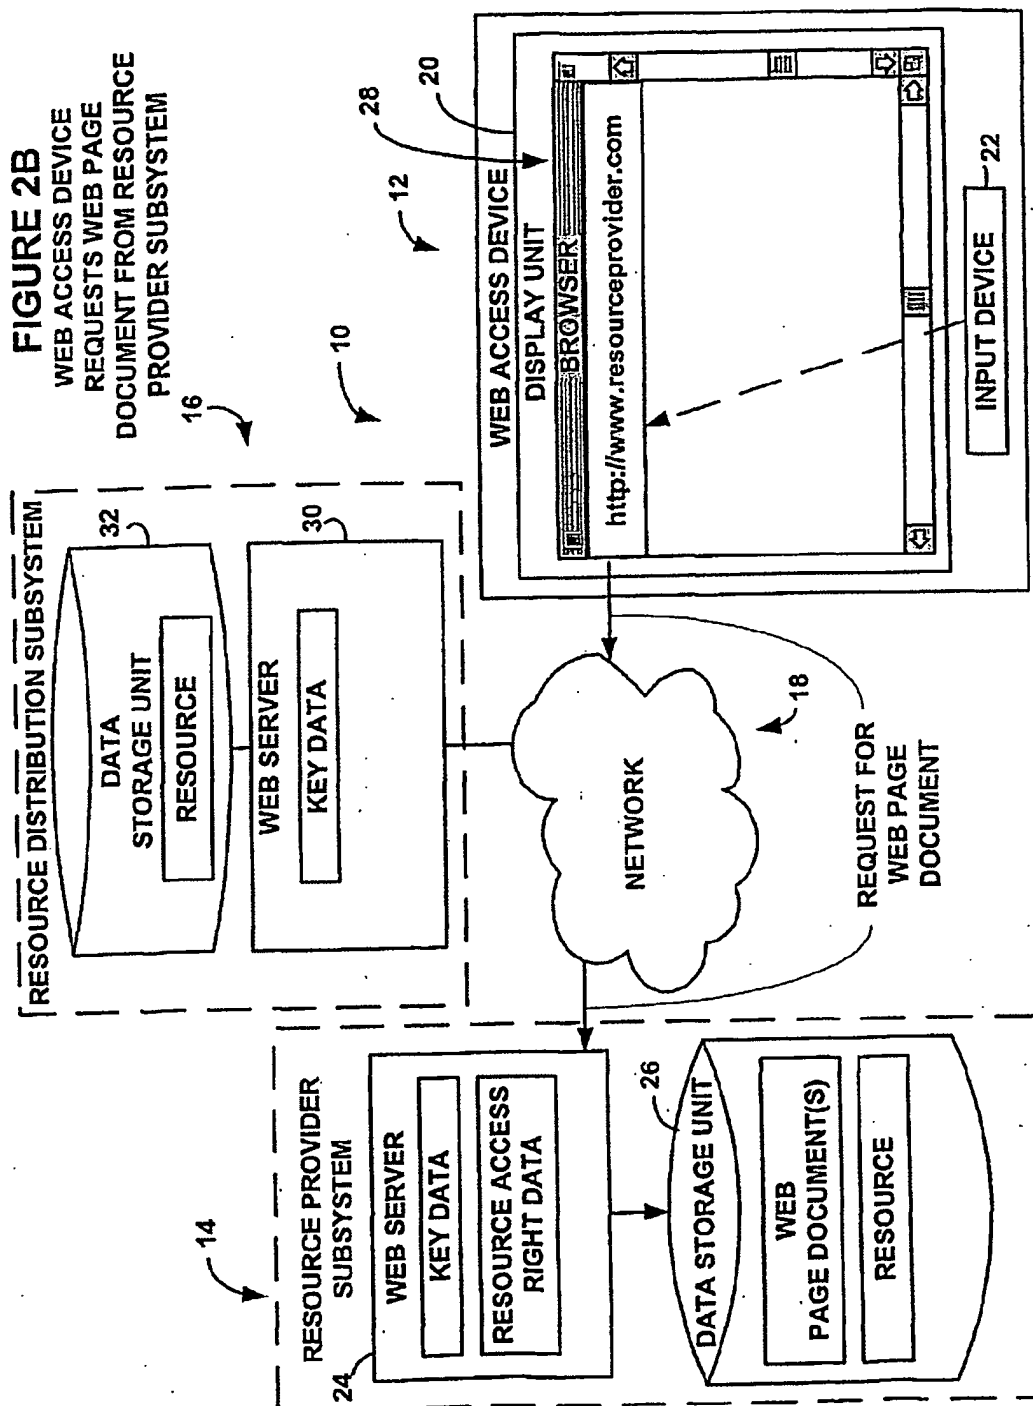 FIGURE 2B
WEB ACCESS DEVICE
REQUESTS WEB PAGE
DOCUMENT FROM RESOURCE
PROVIDER SUBSYSTEM
16
10
12
28
20
RESOURCE DISTRIBUTION SUBSYSTEM
32
DATA
STORAGE UNIT
RESOURCE
30
WEB SERVER
KEY DATA
WEB ACCESS DEVICE
DISPLAY UNIT
BROWSER
http://www.resourceprovider.com
INPUT DEVICE
22
NETWORK
18
REQUEST FOR
WEB PAGE
DOCUMENT
14
RESOURCE PROVIDER
SUBSYSTEM
24
WEB SERVER
KEY DATA
RESOURCE ACCESS
RIGHT DATA
26
DATA STORAGE UNIT
WEB
PAGE DOCUMENT(S)
RESOURCE